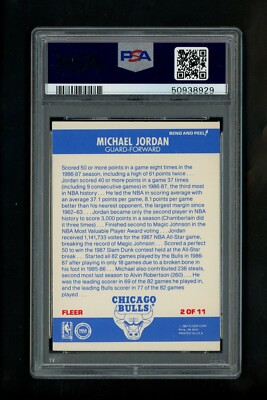 PSA
50938929
BEND AND PEEL
MICHAEL JORDAN
GUARD-FORWARD
Scored 50 or more points in a game eight times in the
1986-87 season, including a high of 61 points twice . .
. Jordan scored 40 or more points in a game 37 times
(including 9 consecutive games) in 1986-87, the third most
in NBA history . . . He led the NBA in scoring average with
an average of 37.1 points per game, 8.1 points per game
better than his nearest opponent, the largest margin since
1962-63 . . . Jordan became only the second player in NBA
history to score 3,000 points in a season (Chamberlain did
it three times) . . . Finished second to Magic Johnson in the
NBA Most Valuable Player Award voting . . . Jordan
received 1,141,733 votes for the 1987 NBA All-Star game,
breaking the record of Magic Johnson . . . Scored a perfect
50 to win the 1987 Slam Dunk contest held at the All-Star
break . . . Started all 82 games played by the Bulls in 1986-
87 after playing in only 18 due to a broken bone in
his foot in 1985-86 . . . Michael also contributed 236 steals,
second most to Alvin Robertson (260) . . . He was the
leading scorer in 69 of the 82 games he played in,
and the leading Bulls scorer in 77 of the 82 games
played . . .
FLEER
CHICAGO
BULLS
2 OF 11